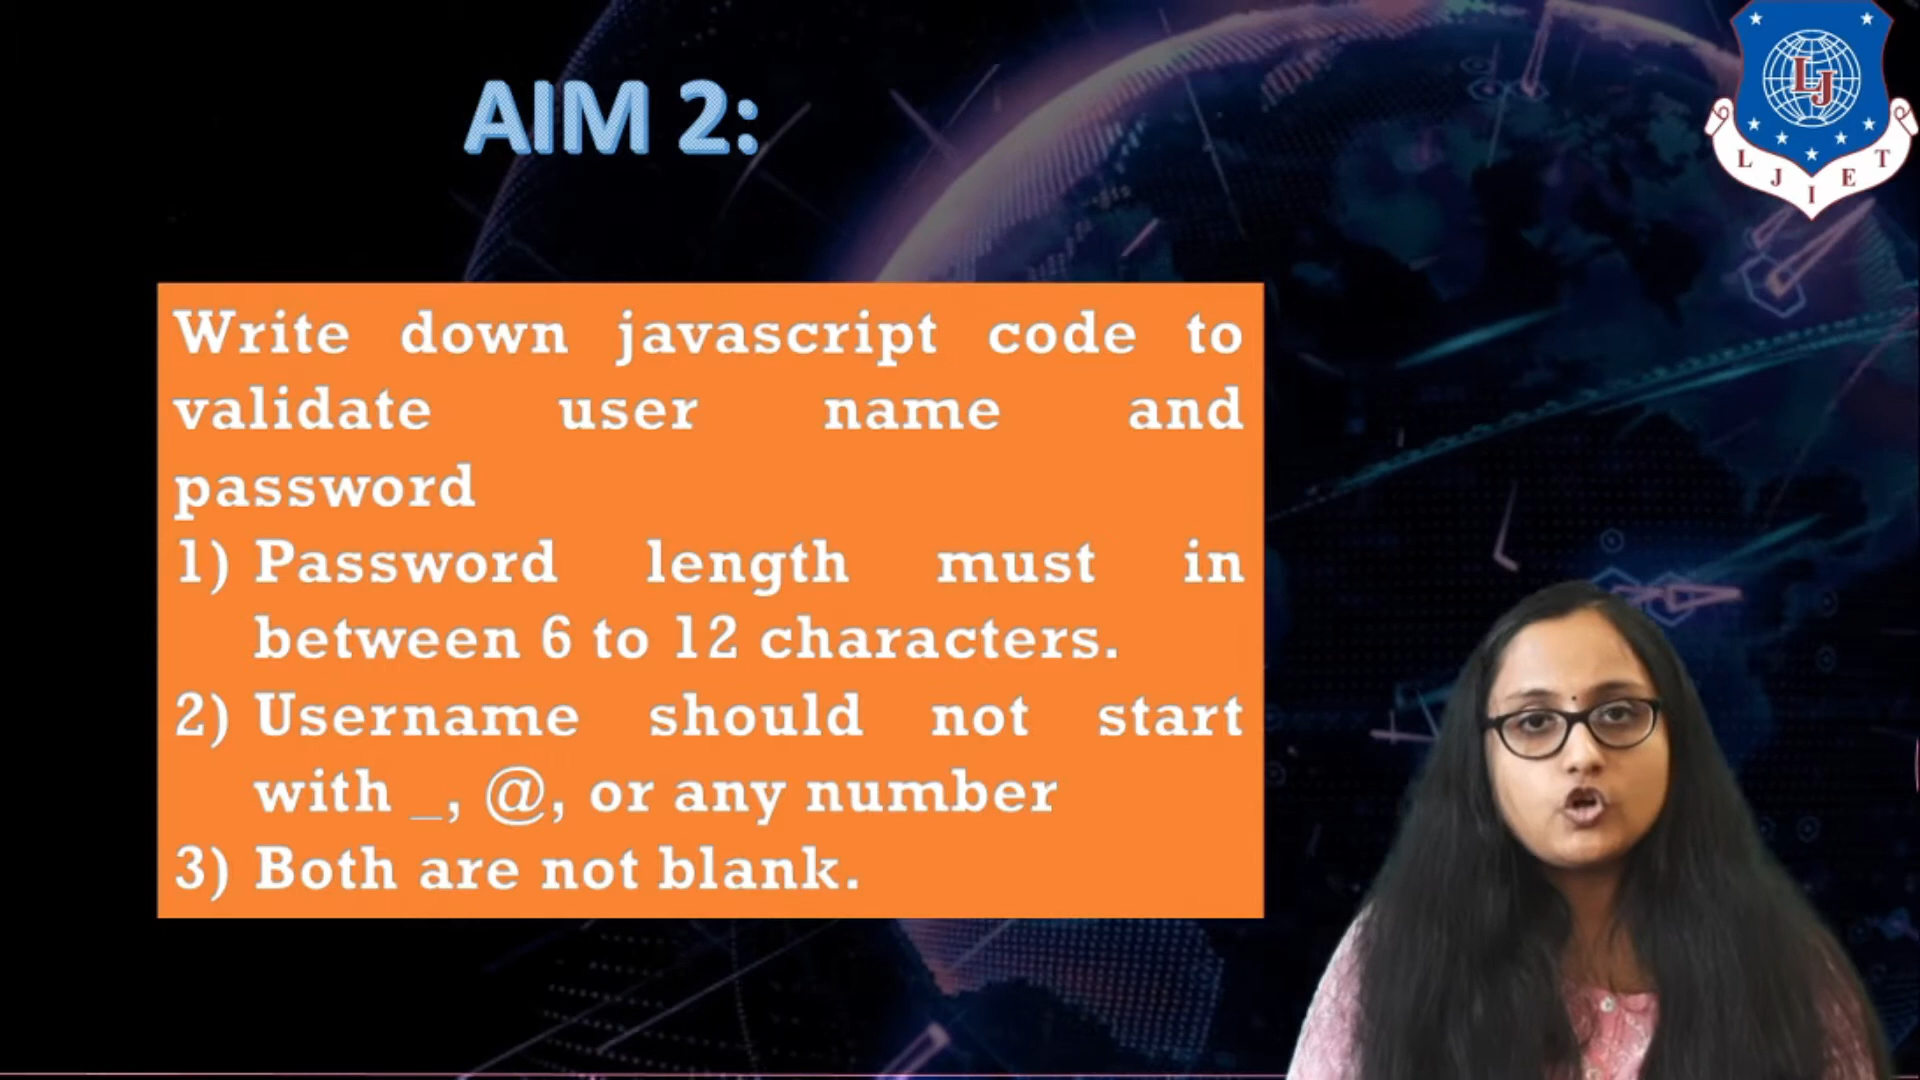 AIM 2:
Write down javascript code to
validate user name and
password
1) Password length must in
between 6 to 12 characters.
2) Username should not start
with _, @, or any number
3) Both are not blank.
LJ
L J I E T